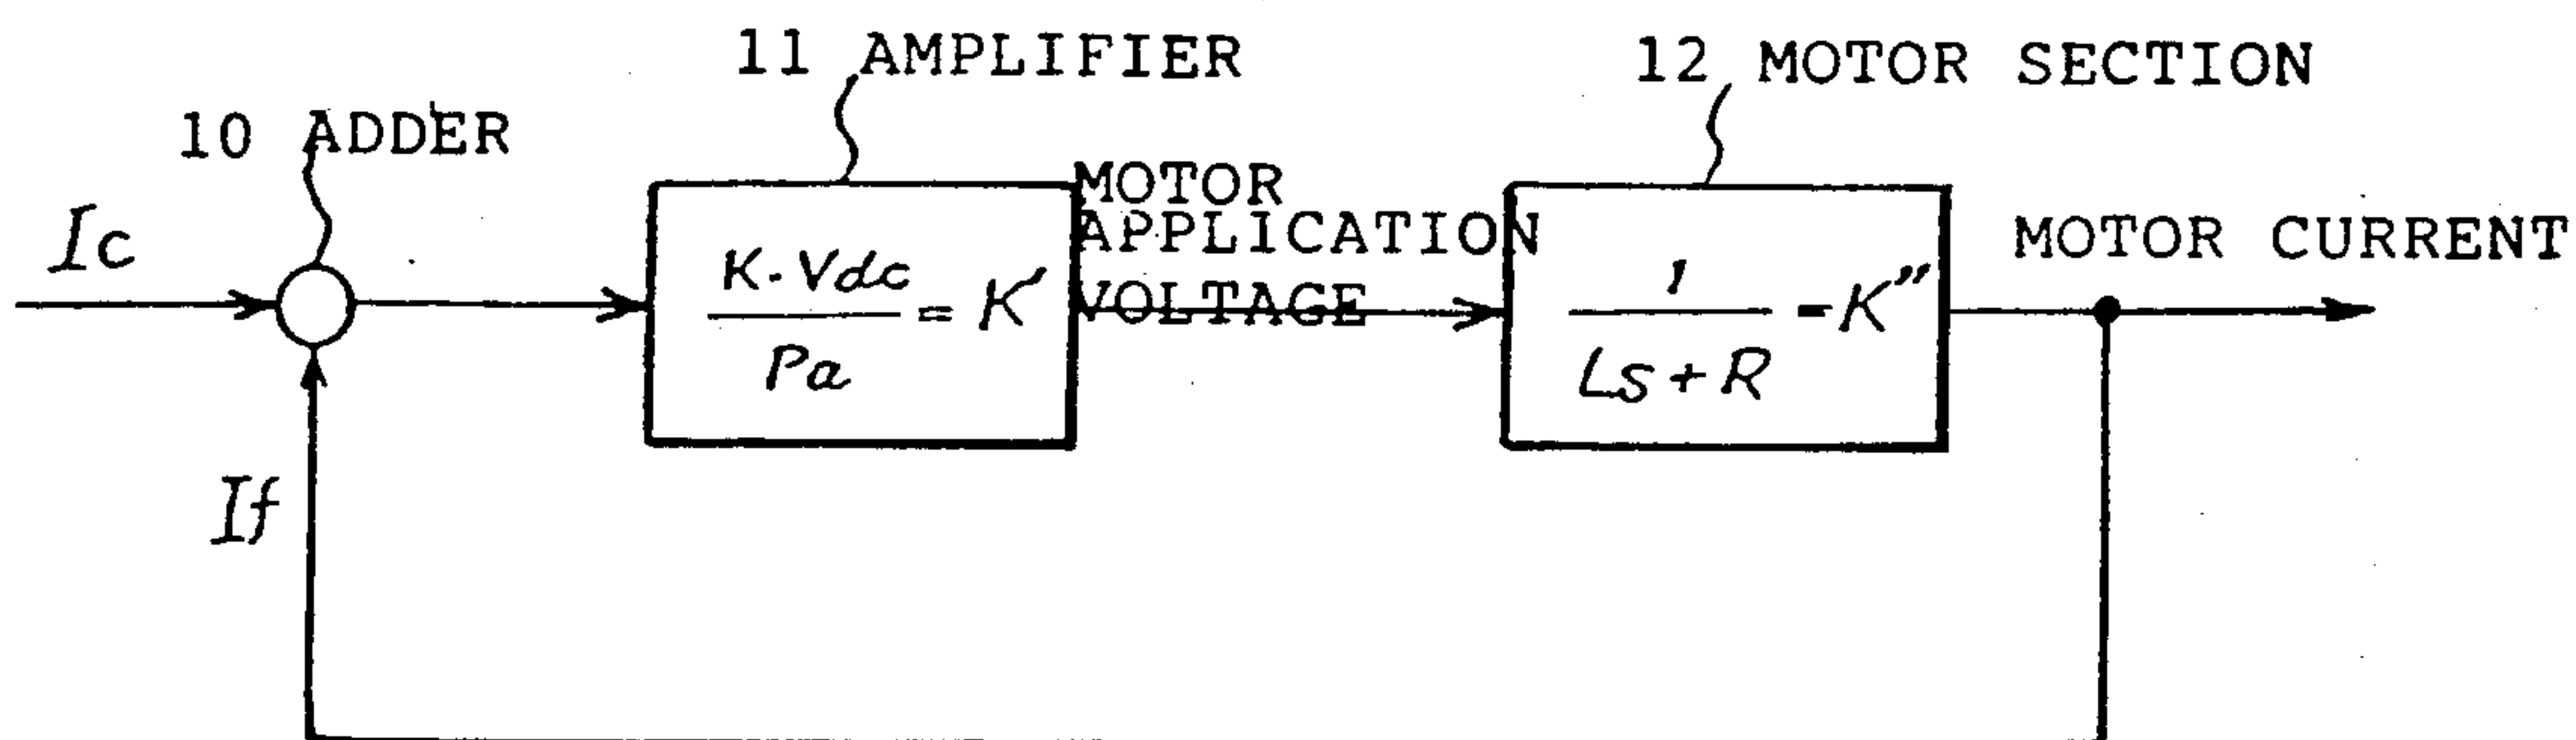 11 AMPLIFIER
12 MOTOR SECTION
10 ADDER
Ic
If
K·Vdc
Pa
= K'
MOTOR
APPLICATION
VOLTAGE
1
Ls+R
=K"
MOTOR CURRENT